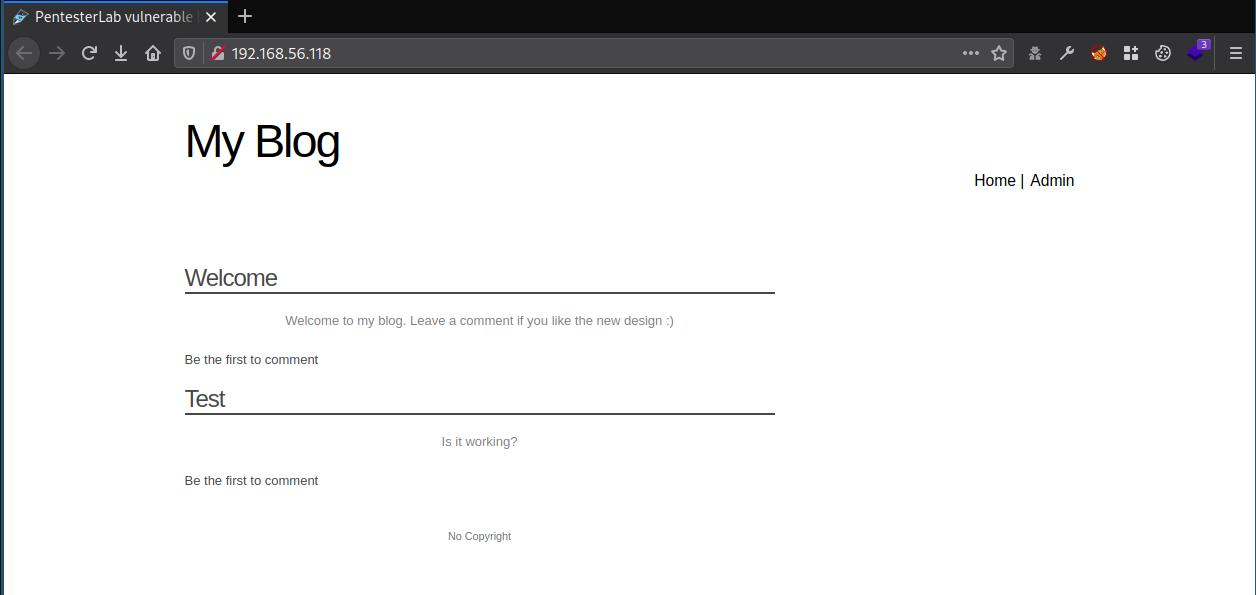 PentesterLab vulnerable
192.168.56.118
3
My Blog
Home | Admin
Welcome
Welcome to my blog. Leave a comment if you like the new design :)
Be the first to comment
Test
Is it working?
Be the first to comment
No Copyright